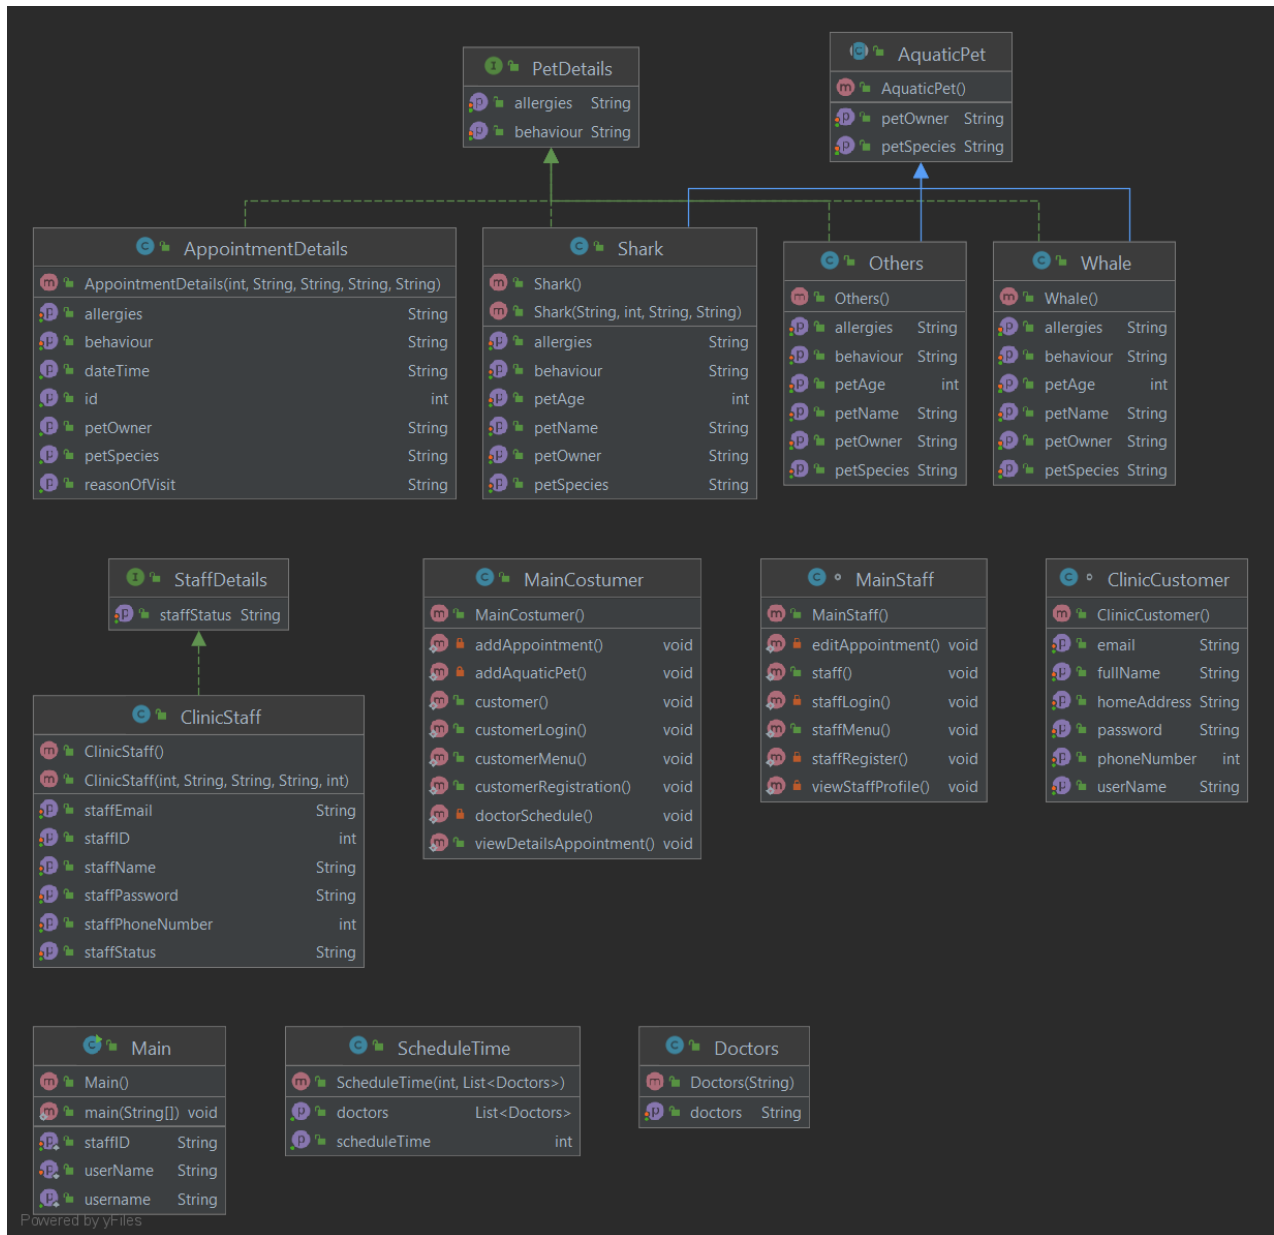 PetDetails
allergies String
behaviour String
AquaticPet
AquaticPet()
petOwner String
petSpecies String
AppointmentDetails
AppointmentDetails(int, String, String, String, String)
allergies String
behaviour String
dateTime String
id int
petOwner String
petSpecies String
reasonOfVisit String
Shark
Shark()
Shark(String, int, String, String)
allergies String
behaviour String
petAge int
petName String
petOwner String
petSpecies String
Others
Others()
allergies String
behaviour String
petAge int
petName String
petOwner String
petSpecies String
Whale
Whale()
allergies String
behaviour String
petAge int
petName String
petOwner String
petSpecies String
StaffDetails
staffStatus String
ClinicStaff
ClinicStaff()
ClinicStaff(int, String, String, String, int)
staffEmail String
staffID int
staffName String
staffPassword String
staffPhoneNumber int
staffStatus String
MainCostumer
MainCostumer()
addAppointment() void
addAquaticPet() void
customer() void
customerLogin() void
customerMenu() void
customerRegistration() void
doctorSchedule() void
viewDetailsAppointment() void
MainStaff
MainStaff()
editAppointment() void
staff() void
staffLogin() void
staffMenu() void
staffRegister() void
viewStaffProfile() void
ClinicCustomer
ClinicCustomer()
email String
fullName String
homeAddress String
password String
phoneNumber int
userName String
Main
Main()
main(String[]) void
staffID String
userName String
username String
ScheduleTime
ScheduleTime(int, List<Doctors>)
doctors List<Doctors>
scheduleTime int
Doctors
Doctors(String)
doctors String
Powered by yFiles